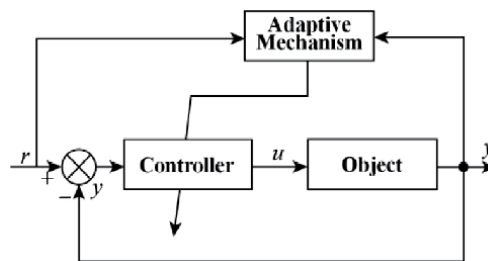 Adaptive
Mechanism
r
+
− y
Controller
u
Object
y